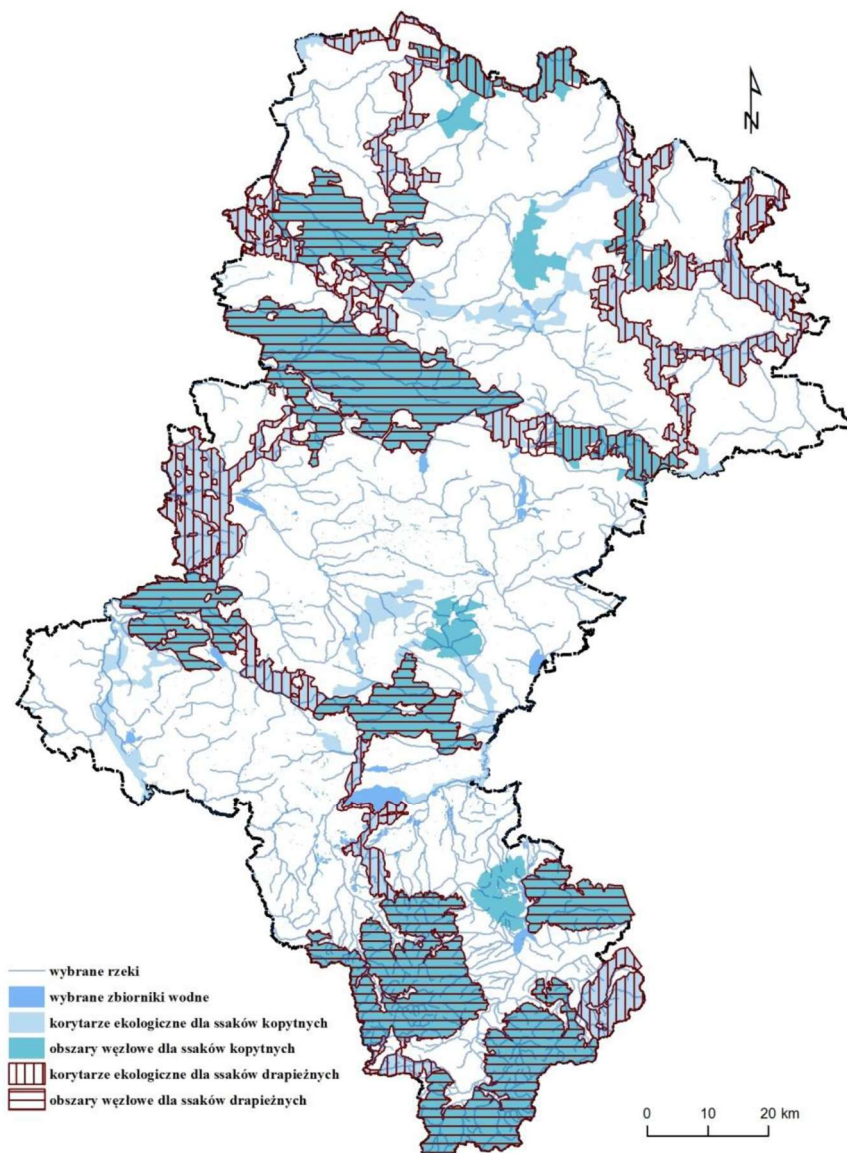 N
wybrane rzeki
wybrane zbiorniki wodne
korytarze ekologiczne dla ssaków kopytnych
obszary węzłowe dla ssaków kopytnych
korytarze ekologiczne dla ssaków drapieżnych
obszary węzłowe dla ssaków drapieżnych
0 10 20 km